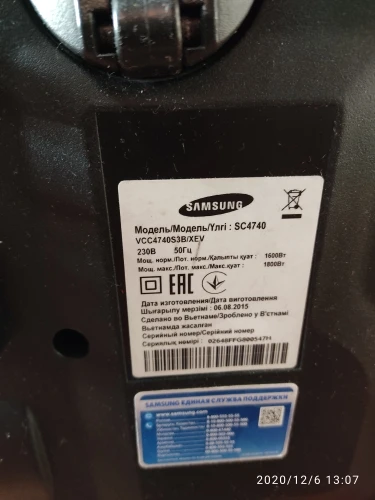 SAMSUNG
Модель/Модель/Үлгі : SC4740
VCC4740S3B/XEV
230В 50Гц
Мощ. норм./Пот. норм./Қалыпты қуат : 1600Вт
Мощ. макс./Пот. макс./Макс.қуат : 1800Вт
EAC
Дата изготовления/Дата виготовлення
Шығарылу мерзімі : 06.08.2015
Сделано во Вьетнаме/Зроблено у В'єтнамі
Вьетнамда жасалған
Серийный номер/Серійний номер
Сериялық нөмірі :
SAMSUNG ЕДИНАЯ СЛУЖБА ПОДДЕРЖКИ
www.samsung.com
2020/12/6 13:07